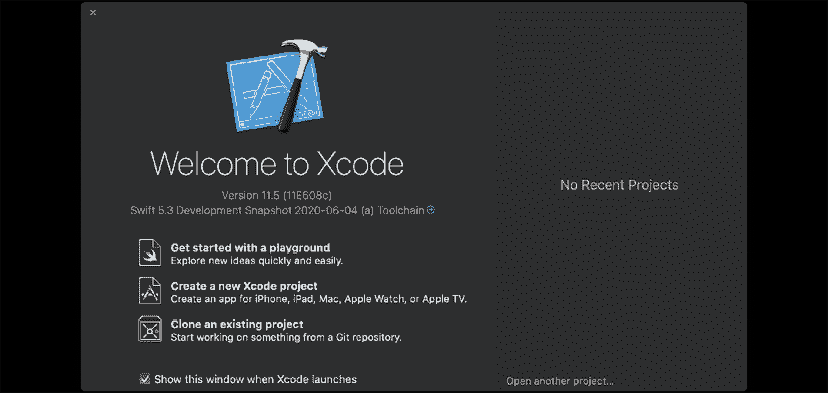 Welcome to Xcode
Version 11.5 (11E608c)
Swift 5.3 Development Snapshot 2020-06-04 (a) Toolchain
Get started with a playground
Explore new ideas quickly and easily.
Create a new Xcode project
Create an app for iPhone, iPad, Mac, Apple Watch, or Apple TV.
Clone an existing project
Start working on something from a Git repository.
Show this window when Xcode launches
No Recent Projects
Open another project...